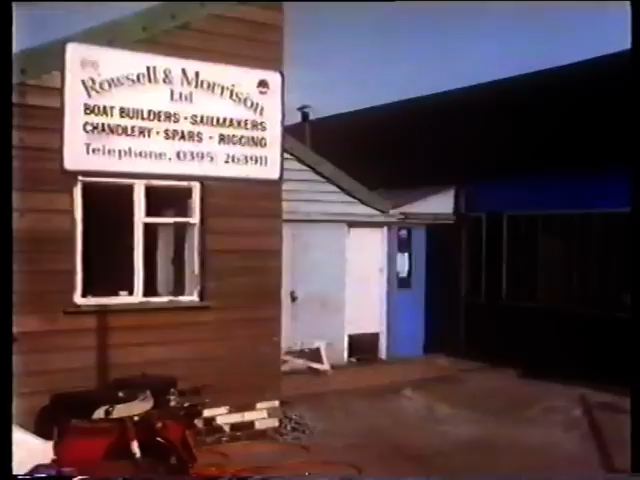 Rowsell & Morrison
Ltd
BOAT BUILDERS · SAILMAKERS
CHANDLERY · SPARS · RIGGING
Telephone. 0395 263911